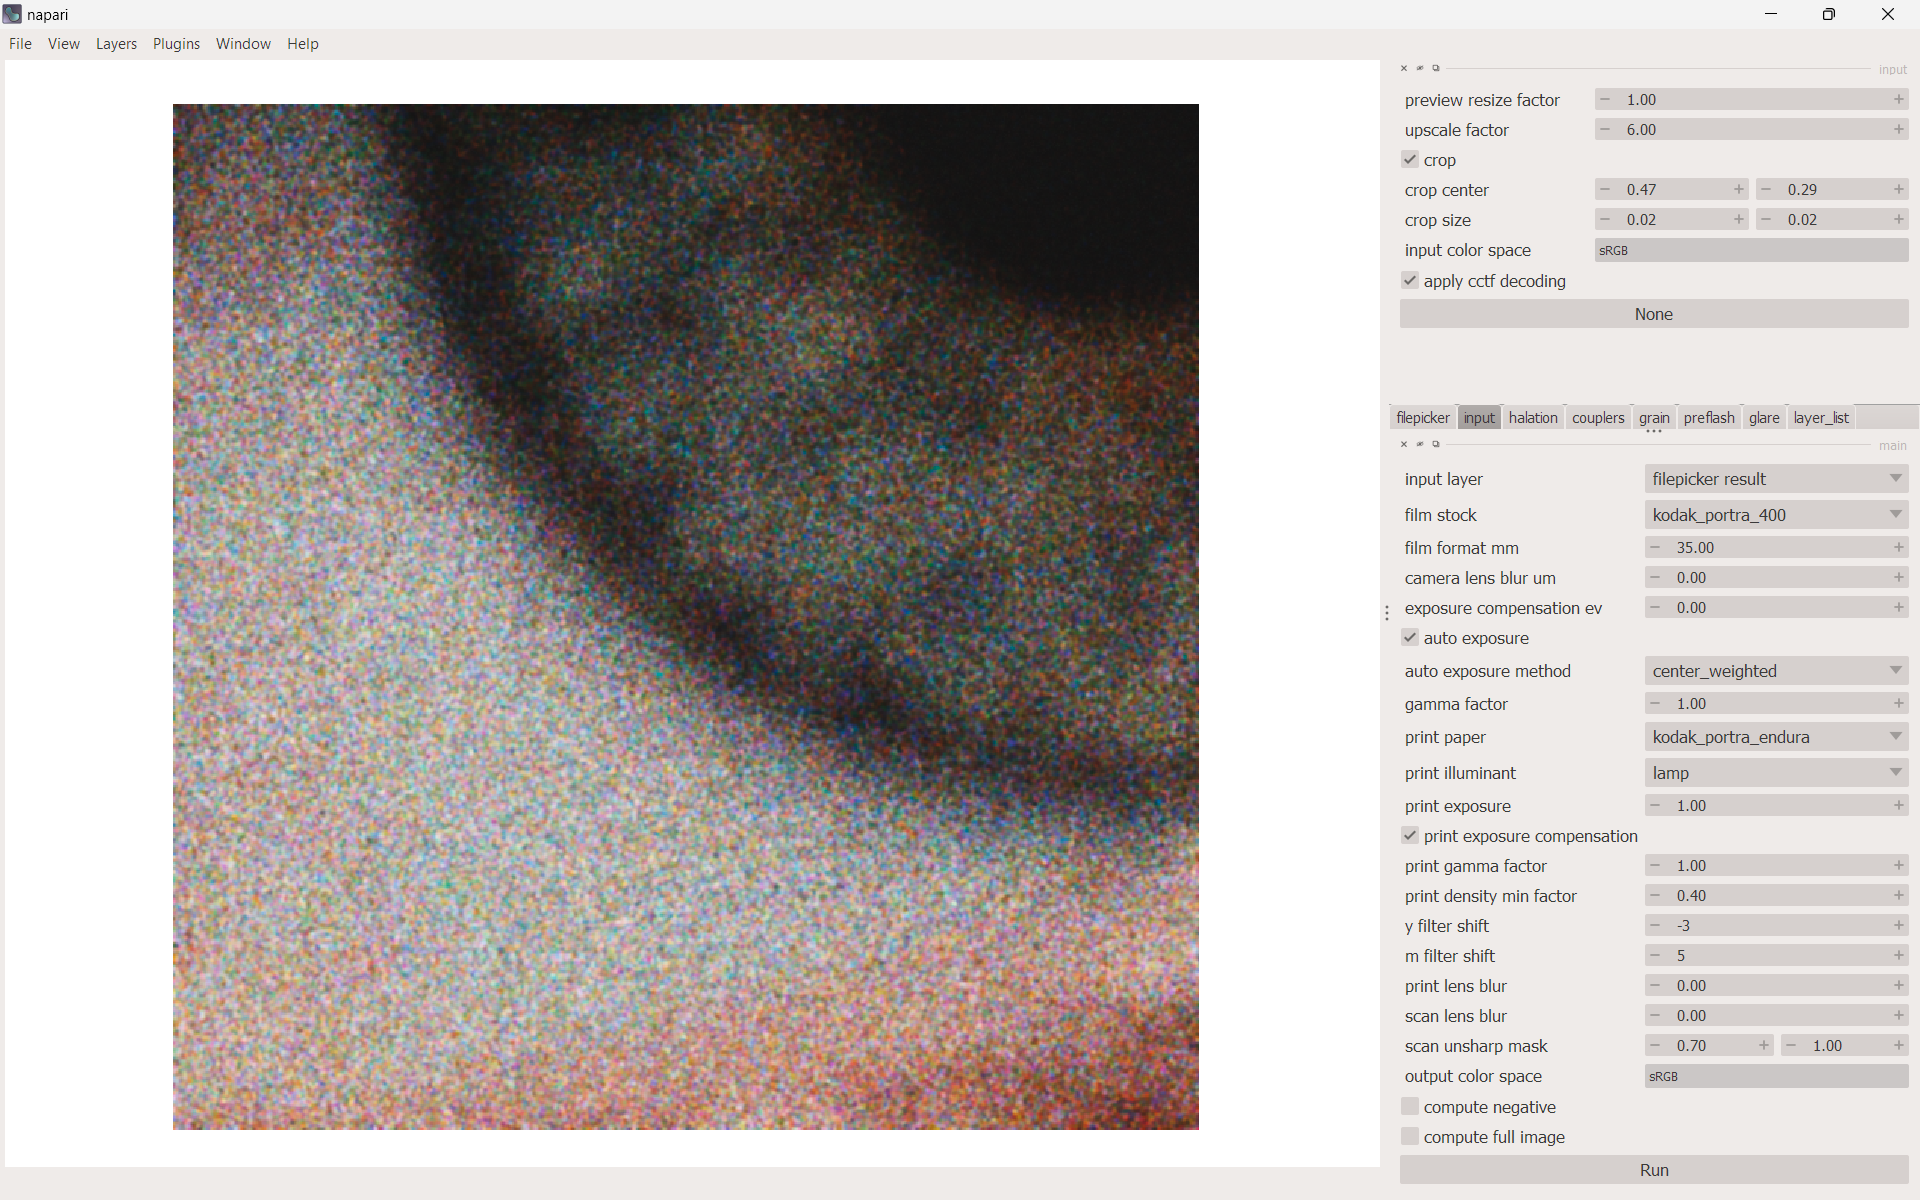 napari
File View Layers Plugins Window Help
input
preview resize factor − 1.00 +
upscale factor − 6.00 +
crop
crop center − 0.47 + − 0.29 +
crop size − 0.02 + − 0.02 +
input color space sRGB
apply cctf decoding
None
filepicker input halation couplers grain preflash glare layer_list
main
input layer filepicker result
film stock kodak_portra_400
film format mm − 35.00 +
camera lens blur um − 0.00 +
exposure compensation ev − 0.00 +
auto exposure
auto exposure method center_weighted
gamma factor − 1.00 +
print paper kodak_portra_endura
print illuminant lamp
print exposure − 1.00 +
print exposure compensation
print gamma factor − 1.00 +
print density min factor − 0.40 +
y filter shift − -3 +
m filter shift − 5 +
print lens blur − 0.00 +
scan lens blur − 0.00 +
scan unsharp mask − 0.70 + − 1.00 +
output color space sRGB
compute negative
compute full image
Run